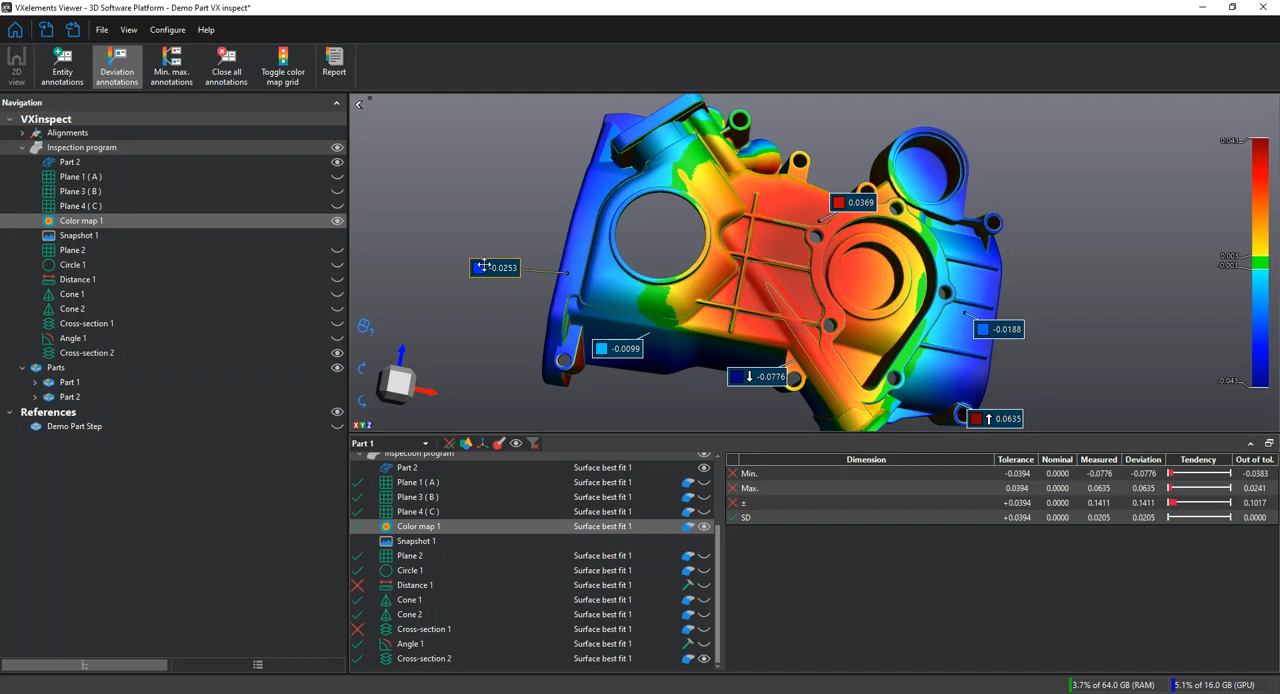 VXelements Viewer - 3D Software Platform - Demo Part VX inspect*
File View Configure Help
2D view
Entity annotations
Deviation annotations
Min. max. annotations
Close all annotations
Toggle color map grid
Report
Navigation
VXinspect
Alignments
Inspection program
Part 2
Plane 1 ( A )
Plane 3 ( B )
Plane 4 ( C )
Color map 1
Snapshot 1
Plane 2
Circle 1
Distance 1
Cone 1
Cone 2
Cross-section 1
Angle 1
Cross-section 2
Parts
Part 1
Part 2
References
Demo Part Step
0.0369
0.0253
-0.0188
-0.0099
-0.0776
0.0635
0.043
0.003
-0.003
-0.043
X Y Z
Part 1
Inspection program
Part 2 Surface best fit 1
Plane 1 ( A ) Surface best fit 1
Plane 3 ( B ) Surface best fit 1
Plane 4 ( C ) Surface best fit 1
Color map 1 Surface best fit 1
Snapshot 1 Surface best fit 1
Plane 2 Surface best fit 1
Circle 1 Surface best fit 1
Distance 1 Surface best fit 1
Cone 1 Surface best fit 1
Cone 2 Surface best fit 1
Cross-section 1 Surface best fit 1
Angle 1 Surface best fit 1
Cross-section 2 Surface best fit 1
Dimension Tolerance Nominal Measured Deviation Tendency Out of tol.
Min. -0.0394 0.0000 -0.0776 -0.0776 -0.0383
Max. 0.0394 0.0000 0.0635 0.0635 0.0241
± +0.0394 0.0000 0.1411 0.1411 0.1017
SD +0.0394 0.0000 0.0205 0.0205 0.0000
3.7% of 64.0 GB (RAM) 5.1% of 16.0 GB (GPU)